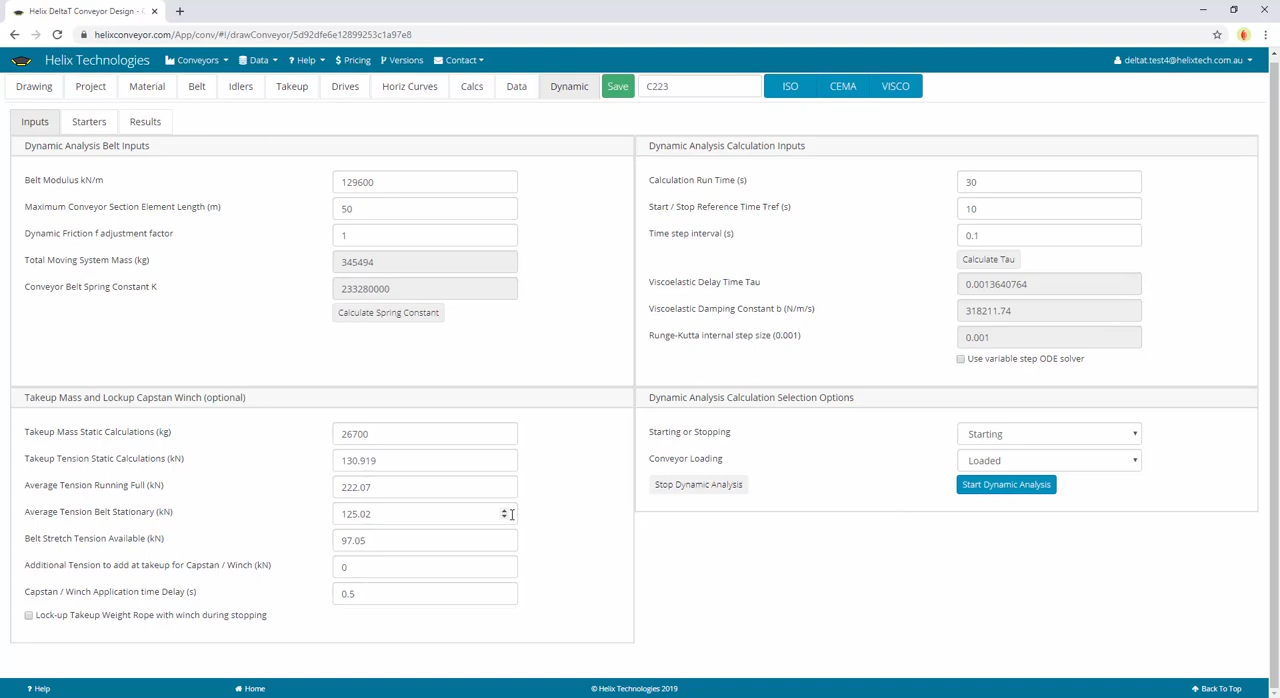 Helix DeltaT Conveyor Design - C
helixconveyor.com/App/conv/#!/drawConveyor/5d92dfe6e12899253c1a97e8
Helix Technologies Conveyors Data ? Help $ Pricing Versions Contact deltat.test4@helixtech.com.au
Drawing Project Material Belt Idlers Takeup Drives Horiz Curves Calcs Data Dynamic Save C223 ISO CEMA VISCO
Inputs Starters Results
Dynamic Analysis Belt Inputs
Belt Modulus kN/m 129600
Maximum Conveyor Section Element Length (m) 50
Dynamic Friction f adjustment factor 1
Total Moving System Mass (kg) 345494
Conveyor Belt Spring Constant K 233280000
Calculate Spring Constant
Dynamic Analysis Calculation Inputs
Calculation Run Time (s) 30
Start / Stop Reference Time Tref (s) 10
Time step interval (s) 0.1
Calculate Tau
Viscoelastic Delay Time Tau 0.0013640764
Viscoelastic Damping Constant b (N/m/s) 318211.74
Runge-Kutta internal step size (0.001) 0.001
Use variable step ODE solver
Takeup Mass and Lockup Capstan Winch (optional)
Takeup Mass Static Calculations (kg) 26700
Takeup Tension Static Calculations (kN) 130.919
Average Tension Running Full (kN) 222.07
Average Tension Belt Stationary (kN) 125.02
Belt Stretch Tension Available (kN) 97.05
Additional Tension to add at takeup for Capstan / Winch (kN) 0
Capstan / Winch Application time Delay (s) 0.5
Lock-up Takeup Weight Rope with winch during stopping
Dynamic Analysis Calculation Selection Options
Starting or Stopping Starting
Conveyor Loading Loaded
Stop Dynamic Analysis Start Dynamic Analysis
? Help Home © Helix Technologies 2019 Back To Top